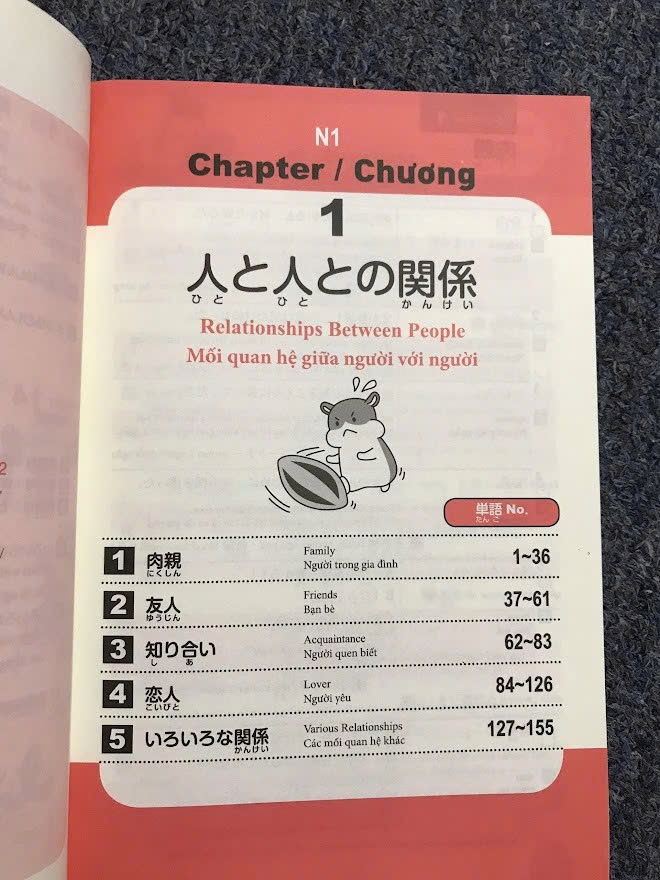 N1
Chapter / Chương
1
人と人との関係
ひと ひと かんけい
Relationships Between People
Mối quan hệ giữa người với người
単語 No.
たんご
1 肉親 Family 1~36
にくしん Người trong gia đình
2 友人 Friends 37~61
ゆうじん Bạn bè
3 知り合い Acquaintance 62~83
し あ Người quen biết
4 恋人 Lover 84~126
こいびと Người yêu
5 いろいろな関係 Various Relationships 127~155
かんけい Các mối quan hệ khác
2